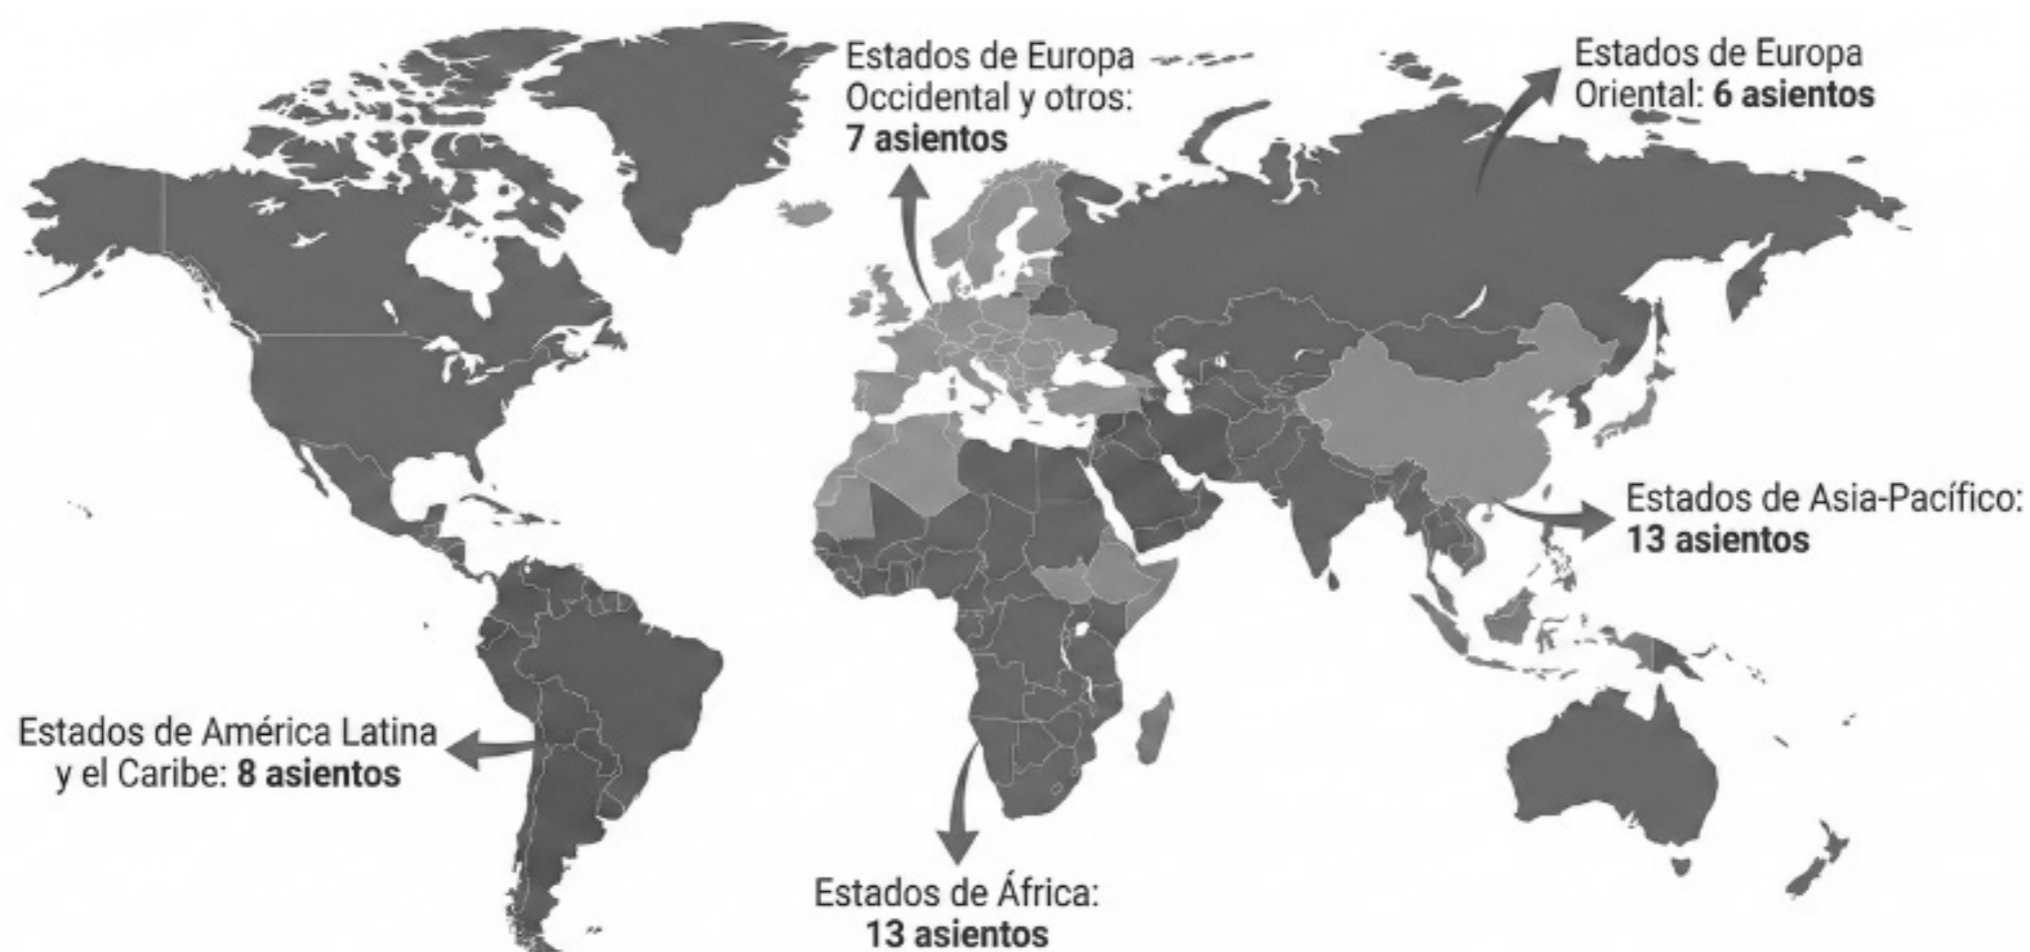 Estados de Europa
Occidental y otros:
7 asientos
Estados de Europa
Oriental: 6 asientos
Estados de Asia-Pacífico:
13 asientos
Estados de América Latina
y el Caribe: 8 asientos
Estados de África:
13 asientos